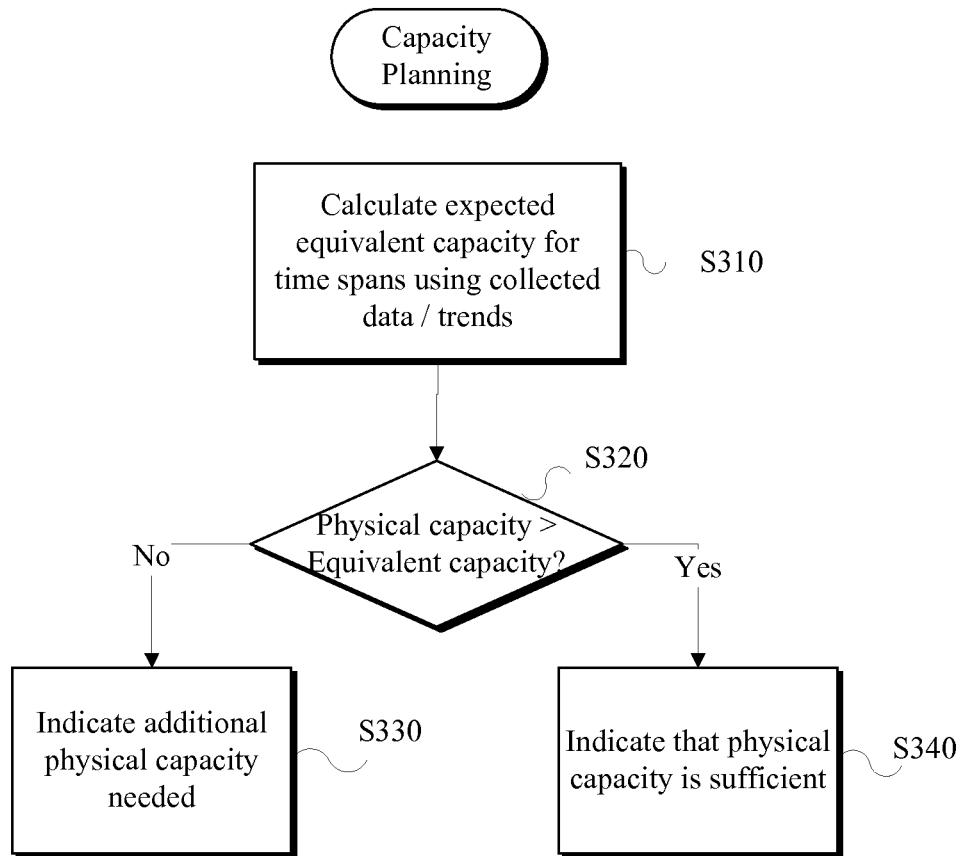 Capacity
Planning
Calculate expected
equivalent capacity for
time spans using collected
data / trends
S310
S320
Physical capacity >
Equivalent capacity?
No
Yes
Indicate additional
physical capacity
needed
S330
Indicate that physical
capacity is sufficient
S340